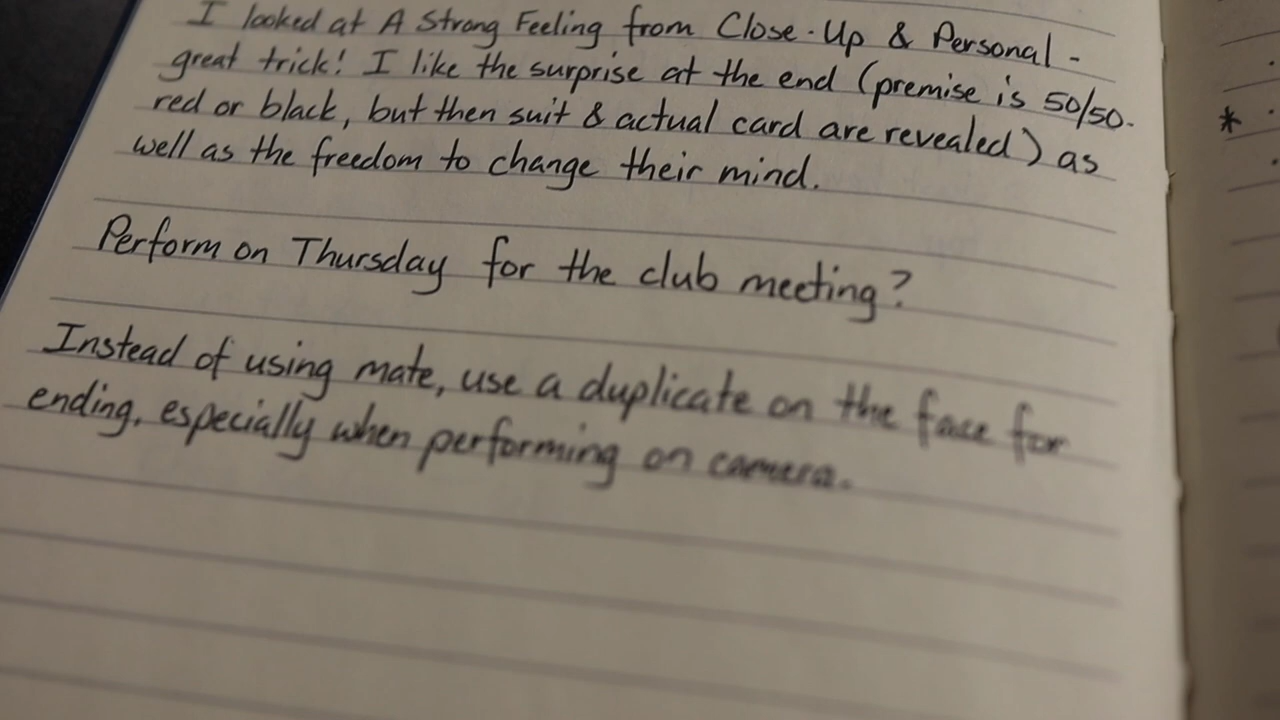 I looked at A Strong Feeling from Close-Up & Personal -
great trick! I like the surprise at the end (premise is 50/50-
red or black, but then suit & actual card are revealed) as
well as the freedom to change their mind.
Perform on Thursday for the club meeting?
Instead of using mate, use a duplicate on the face for
ending, especially when performing on camera.
*